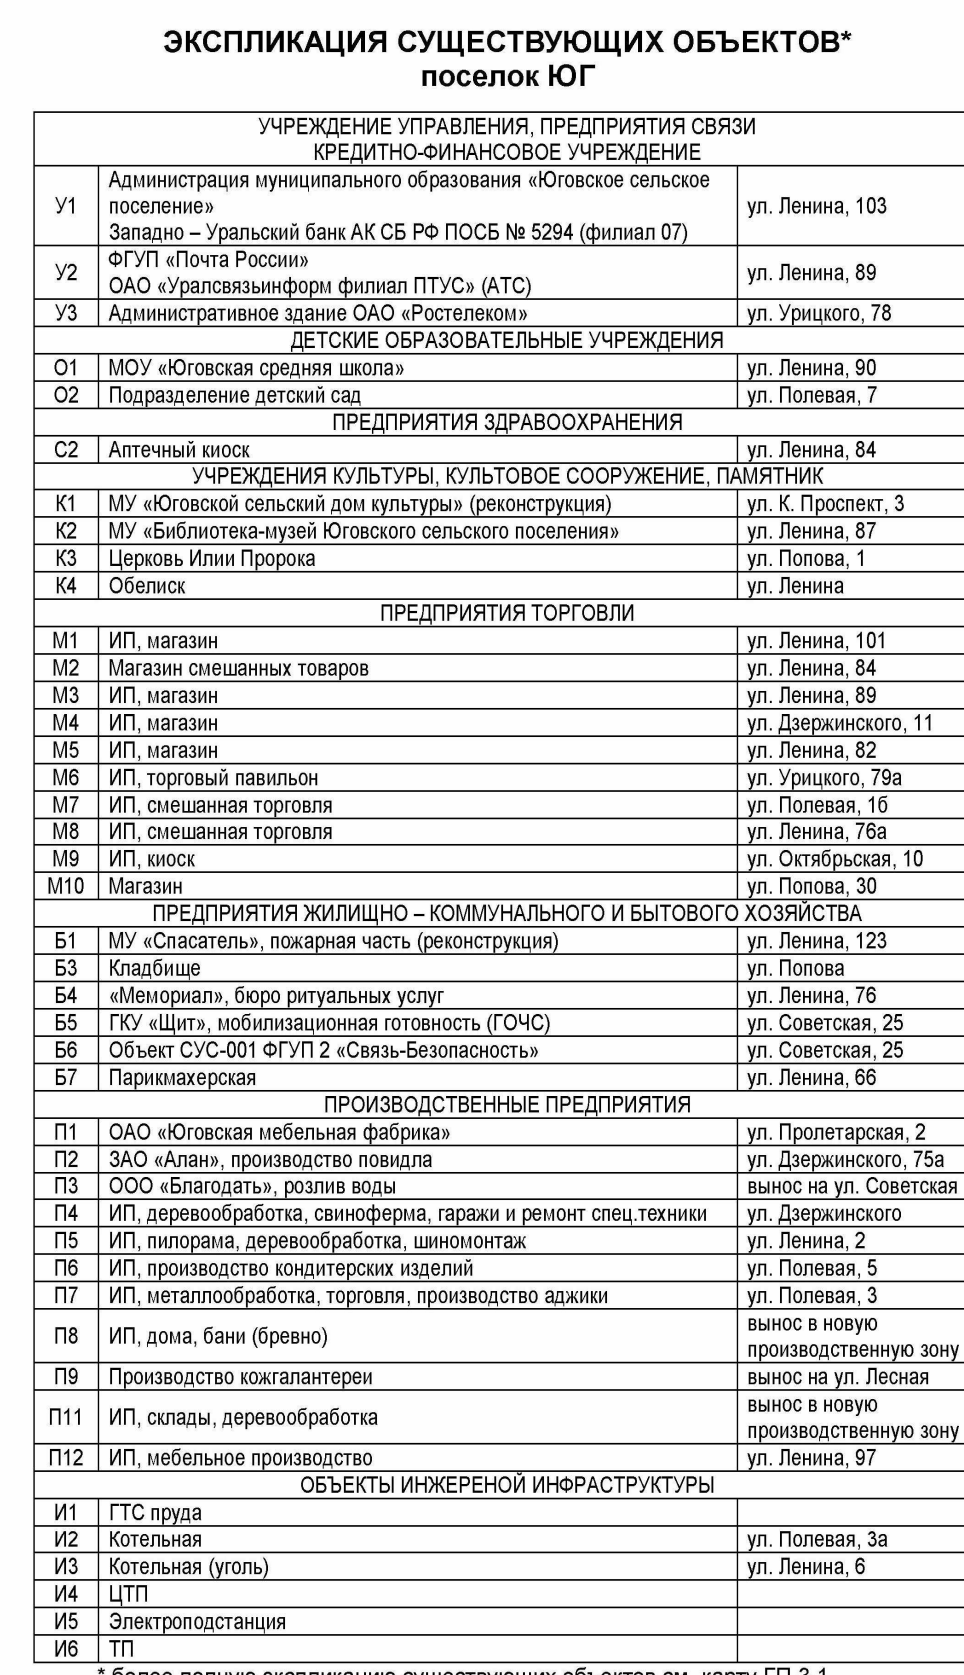 ЭКСПЛИКАЦИЯ СУЩЕСТВУЮЩИХ ОБЪЕКТОВ*
поселок ЮГ
УЧРЕЖДЕНИЕ УПРАВЛЕНИЯ, ПРЕДПРИЯТИЯ СВЯЗИ
КРЕДИТНО-ФИНАНСОВОЕ УЧРЕЖДЕНИЕ
У1 Администрация муниципального образования «Юговское сельское
поселение»
Западно – Уральский банк АК СБ РФ ПОСБ № 5294 (филиал 07) ул. Ленина, 103
У2 ФГУП «Почта России»
ОАО «Уралсвязьинформ филиал ПТУС» (АТС) ул. Ленина, 89
У3 Административное здание ОАО «Ростелеком» ул. Урицкого, 78
ДЕТСКИЕ ОБРАЗОВАТЕЛЬНЫЕ УЧРЕЖДЕНИЯ
О1 МОУ «Юговская средняя школа» ул. Ленина, 90
О2 Подразделение детский сад ул. Полевая, 7
ПРЕДПРИЯТИЯ ЗДРАВООХРАНЕНИЯ
С2 Аптечный киоск ул. Ленина, 84
УЧРЕЖДЕНИЯ КУЛЬТУРЫ, КУЛЬТОВОЕ СООРУЖЕНИЕ, ПАМЯТНИК
К1 МУ «Юговской сельский дом культуры» (реконструкция) ул. К. Проспект, 3
К2 МУ «Библиотека-музей Юговского сельского поселения» ул. Ленина, 87
К3 Церковь Илии Пророка ул. Попова, 1
К4 Обелиск ул. Ленина
ПРЕДПРИЯТИЯ ТОРГОВЛИ
М1 ИП, магазин ул. Ленина, 101
М2 Магазин смешанных товаров ул. Ленина, 84
М3 ИП, магазин ул. Ленина, 89
М4 ИП, магазин ул. Дзержинского, 11
М5 ИП, магазин ул. Ленина, 82
М6 ИП, торговый павильон ул. Урицкого, 79а
М7 ИП, смешанная торговля ул. Полевая, 1б
М8 ИП, смешанная торговля ул. Ленина, 76а
М9 ИП, киоск ул. Октябрьская, 10
М10 Магазин ул. Попова, 30
ПРЕДПРИЯТИЯ ЖИЛИЩНО – КОММУНАЛЬНОГО И БЫТОВОГО ХОЗЯЙСТВА
Б1 МУ «Спасатель», пожарная часть (реконструкция) ул. Ленина, 123
Б3 Кладбище ул. Попова
Б4 «Мемориал», бюро ритуальных услуг ул. Ленина, 76
Б5 ГКУ «Щит», мобилизационная готовность (ГОЧС) ул. Советская, 25
Б6 Объект СУС-001 ФГУП 2 «Связь-Безопасность» ул. Советская, 25
Б7 Парикмахерская ул. Ленина, 66
ПРОИЗВОДСТВЕННЫЕ ПРЕДПРИЯТИЯ
П1 ОАО «Юговская мебельная фабрика» ул. Пролетарская, 2
П2 ЗАО «Алан», производство повидла ул. Дзержинского, 75а
П3 ООО «Благодать», розлив воды вынос на ул. Советская
П4 ИП, деревообработка, свиноферма, гаражи и ремонт спец.техники ул. Дзержинского
П5 ИП, пилорама, деревообработка, шиномонтаж ул. Ленина, 2
П6 ИП, производство кондитерских изделий ул. Полевая, 5
П7 ИП, металлообработка, торговля, производство аджики ул. Полевая, 3
П8 ИП, дома, бани (бревно) вынос в новую
производственную зону
П9 Производство кожгалантереи вынос на ул. Лесная
П11 ИП, склады, деревообработка вынос в новую
производственную зону
П12 ИП, мебельное производство ул. Ленина, 97
ОБЪЕКТЫ ИНЖЕРЕНОЙ ИНФРАСТРУКТУРЫ
И1 ГТС пруда
И2 Котельная ул. Полевая, 3а
И3 Котельная (уголь) ул. Ленина, 6
И4 ЦТП
И5 Электроподстанция
И6 ТП
* более полную экспликацию существующих объектов см. карту ГП-3.1